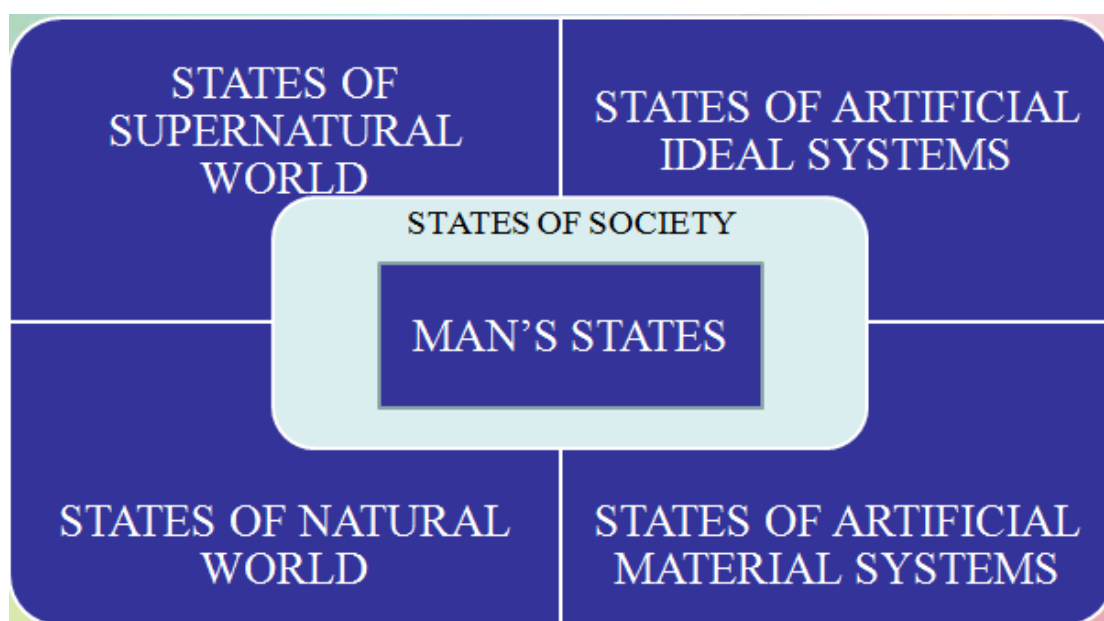 STATES OF
SUPERNATURAL
WORLD
STATES OF ARTIFICIAL
IDEAL SYSTEMS
STATES OF SOCIETY
MAN’S STATES
STATES OF NATURAL
WORLD
STATES OF ARTIFICIAL
MATERIAL SYSTEMS